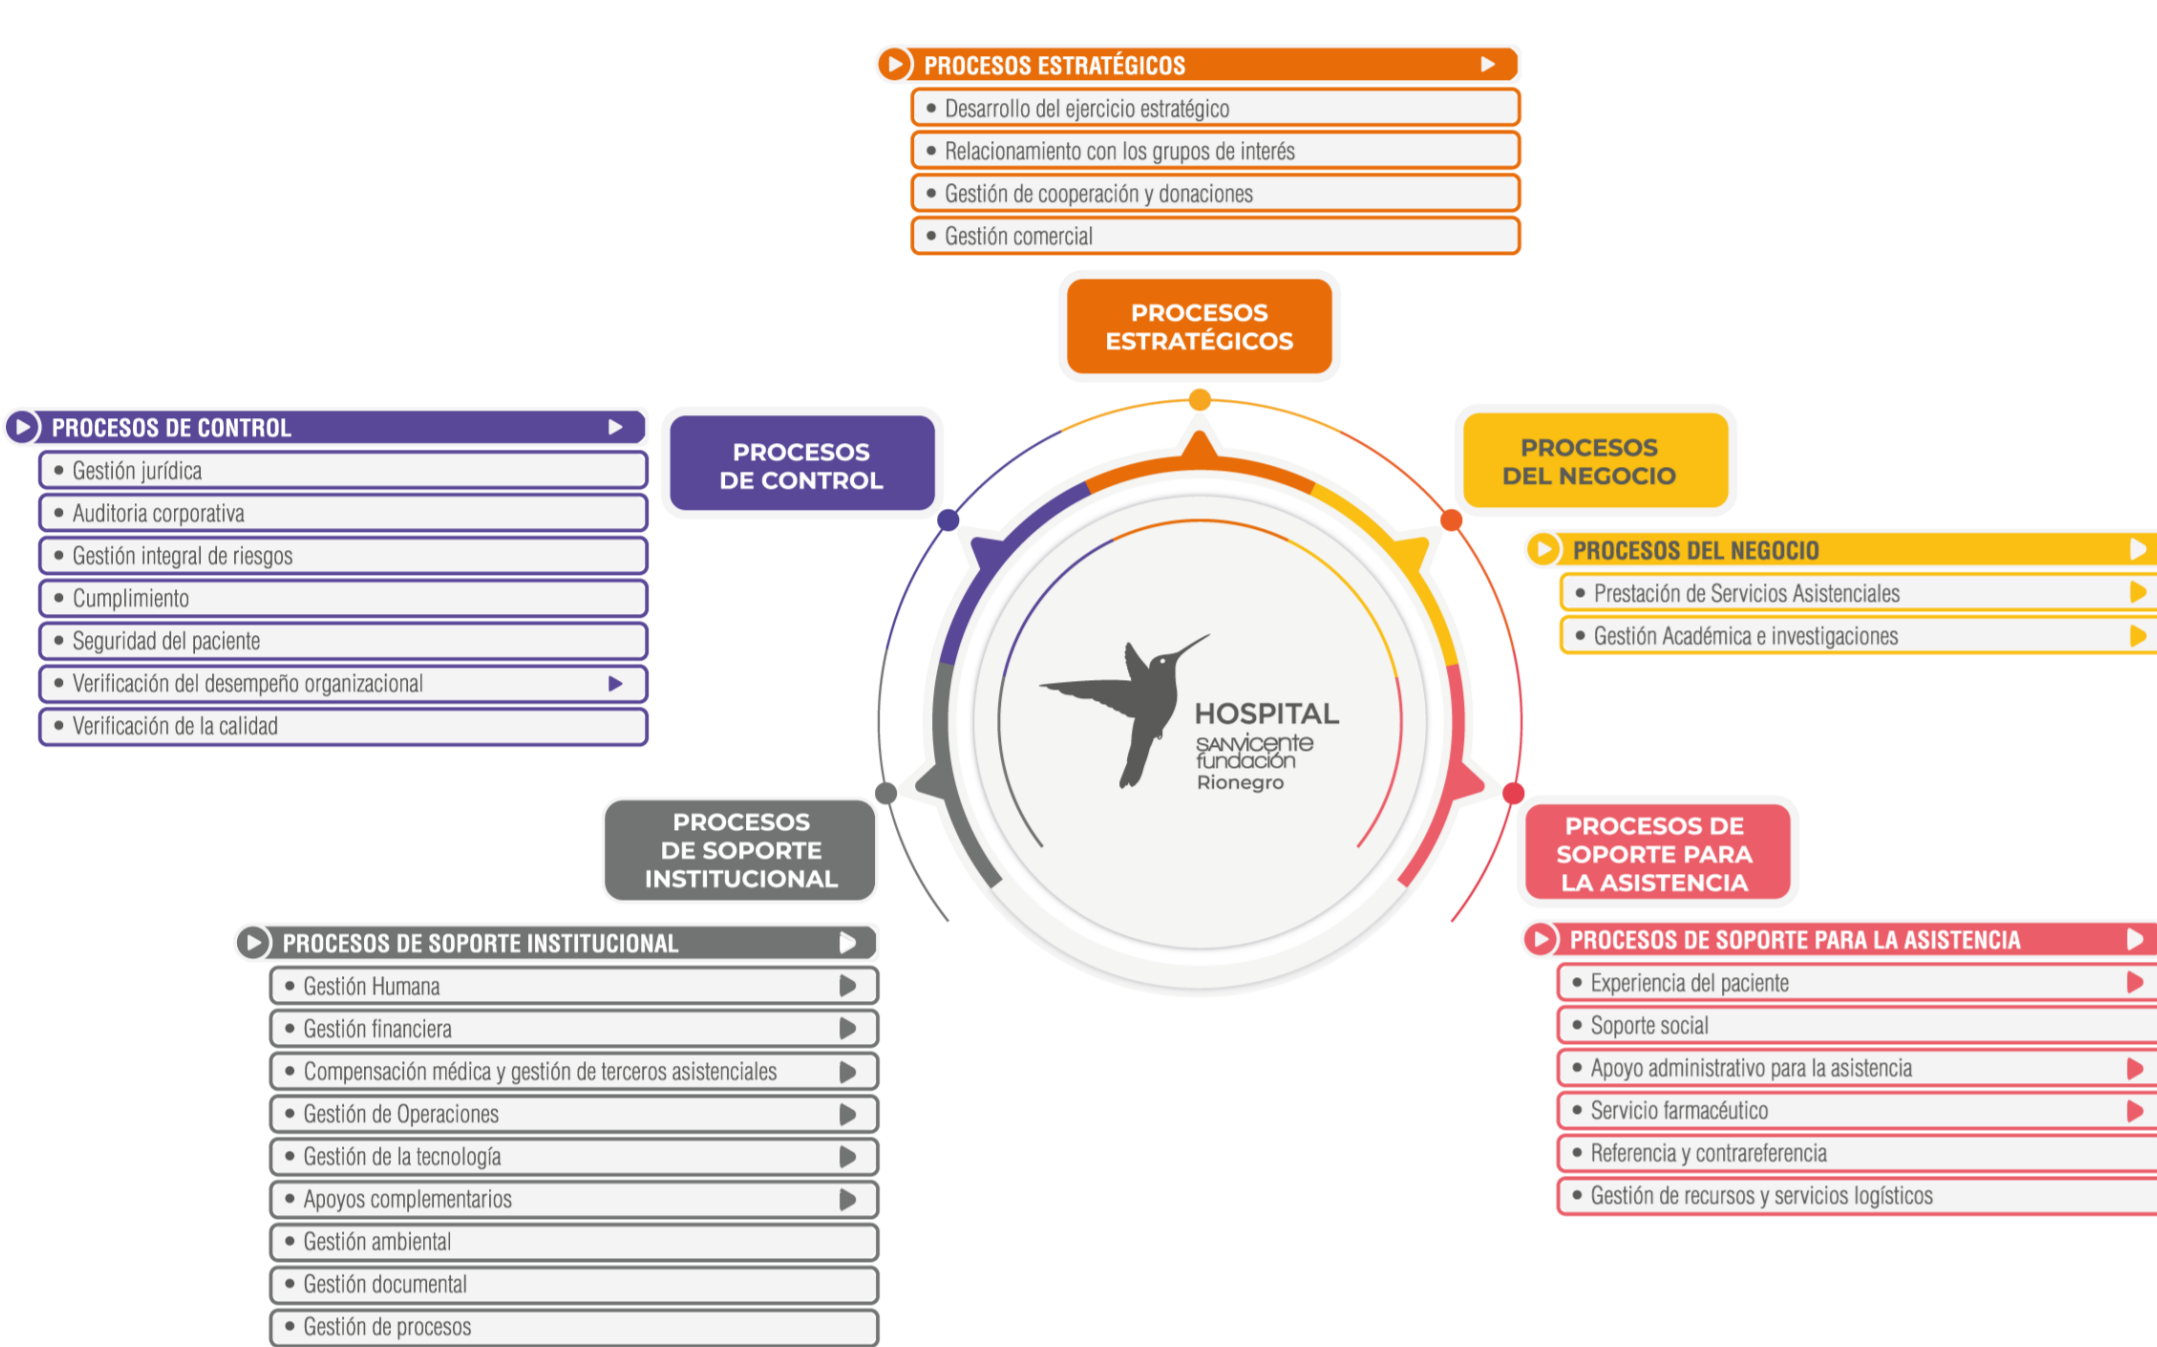 PROCESOS ESTRATÉGICOS
• Desarrollo del ejercicio estratégico
• Relacionamiento con los grupos de interés
• Gestión de cooperación y donaciones
• Gestión comercial
PROCESOS
ESTRATÉGICOS
PROCESOS DE CONTROL
• Gestión jurídica
• Auditoria corporativa
• Gestión integral de riesgos
• Cumplimiento
• Seguridad del paciente
• Verificación del desempeño organizacional
• Verificación de la calidad
PROCESOS
DE CONTROL
PROCESOS
DEL NEGOCIO
PROCESOS DEL NEGOCIO
• Prestación de Servicios Asistenciales
• Gestión Académica e investigaciones
HOSPITAL
SANVICENTE
fundación
Rionegro
PROCESOS
DE SOPORTE
INSTITUCIONAL
PROCESOS DE SOPORTE INSTITUCIONAL
• Gestión Humana
• Gestión financiera
• Compensación médica y gestión de terceros asistenciales
• Gestión de Operaciones
• Gestión de la tecnología
• Apoyos complementarios
• Gestión ambiental
• Gestión documental
• Gestión de procesos
PROCESOS DE
SOPORTE PARA
LA ASISTENCIA
PROCESOS DE SOPORTE PARA LA ASISTENCIA
• Experiencia del paciente
• Soporte social
• Apoyo administrativo para la asistencia
• Servicio farmacéutico
• Referencia y contrareferencia
• Gestión de recursos y servicios logísticos